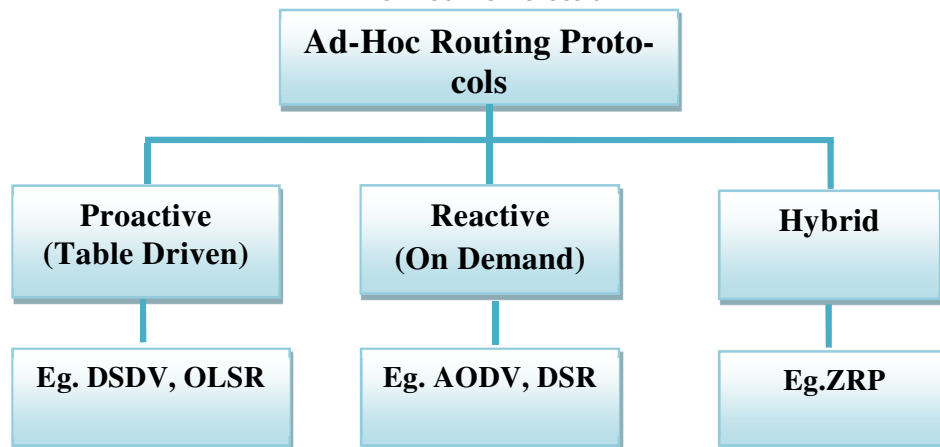 Ad-Hoc Routing Proto-
cols
Proactive
(Table Driven)
Reactive
(On Demand)
Hybrid
Eg. DSDV, OLSR
Eg. AODV, DSR
Eg.ZRP